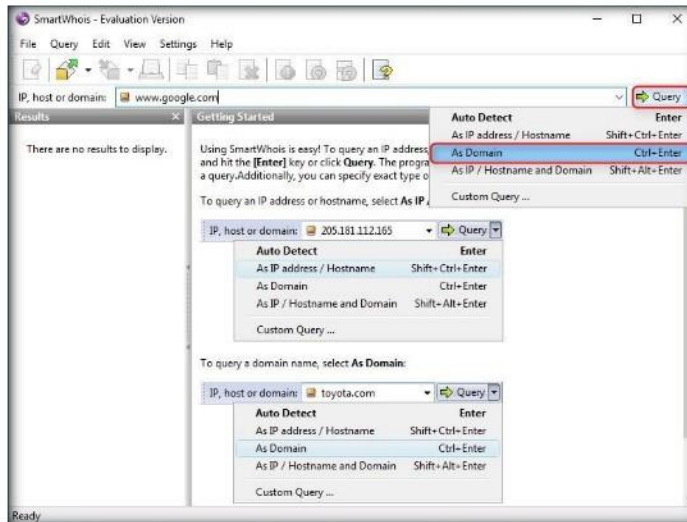 SmartWhois - Evaluation Version
File Query Edit View Settings Help
IP, host or domain: www.google.com Query
Results
Getting Started
There are no results to display.
Using SmartWhois is easy! To query an IP address,
and hit the [Enter] key or click Query. The progra
a query.Additionally, you can specify exact type o
To query an IP address or hostname, select As IP
Auto Detect Enter
As IP address / Hostname Shift+Ctrl+Enter
As Domain Ctrl+Enter
As IP / Hostname and Domain Shift+Alt+Enter
Custom Query ...
IP, host or domain: 205.181.112.165 Query
Auto Detect Enter
As IP address / Hostname Shift+Ctrl+Enter
As Domain Ctrl+Enter
As IP / Hostname and Domain Shift+Alt+Enter
Custom Query ...
To query a domain name, select As Domain:
IP, host or domain: toyota.com Query
Auto Detect Enter
As IP address / Hostname Shift+Ctrl+Enter
As Domain Ctrl+Enter
As IP / Hostname and Domain Shift+Alt+Enter
Custom Query ...
Ready